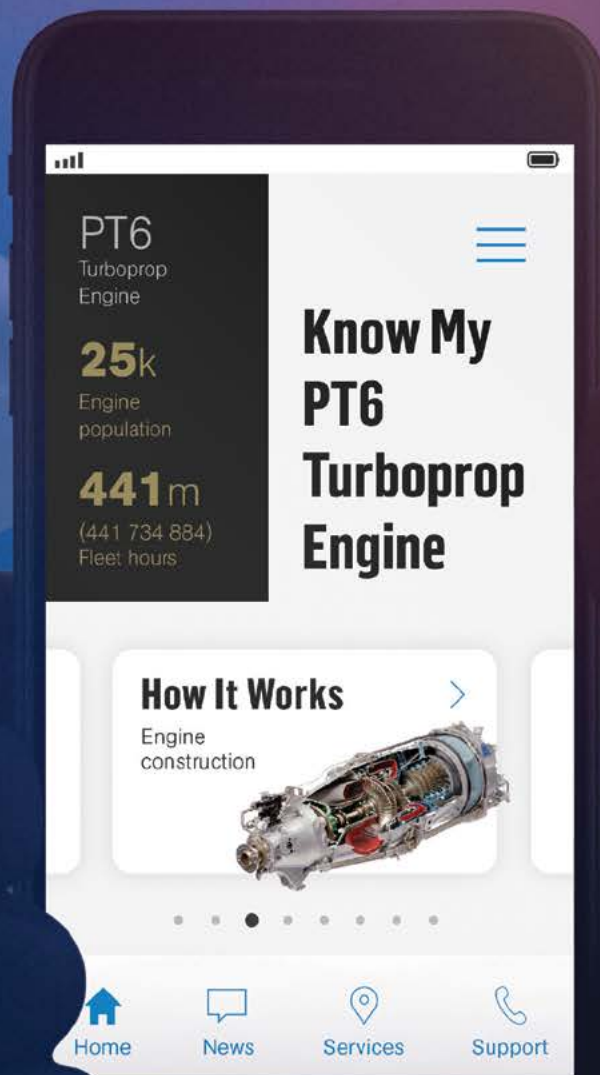 PT6
Turboprop
Engine
25k
Engine
population
441m
(441 734 884)
Fleet hours
Know My
PT6
Turboprop
Engine
How It Works
Engine
construction
Home
News
Services
Support